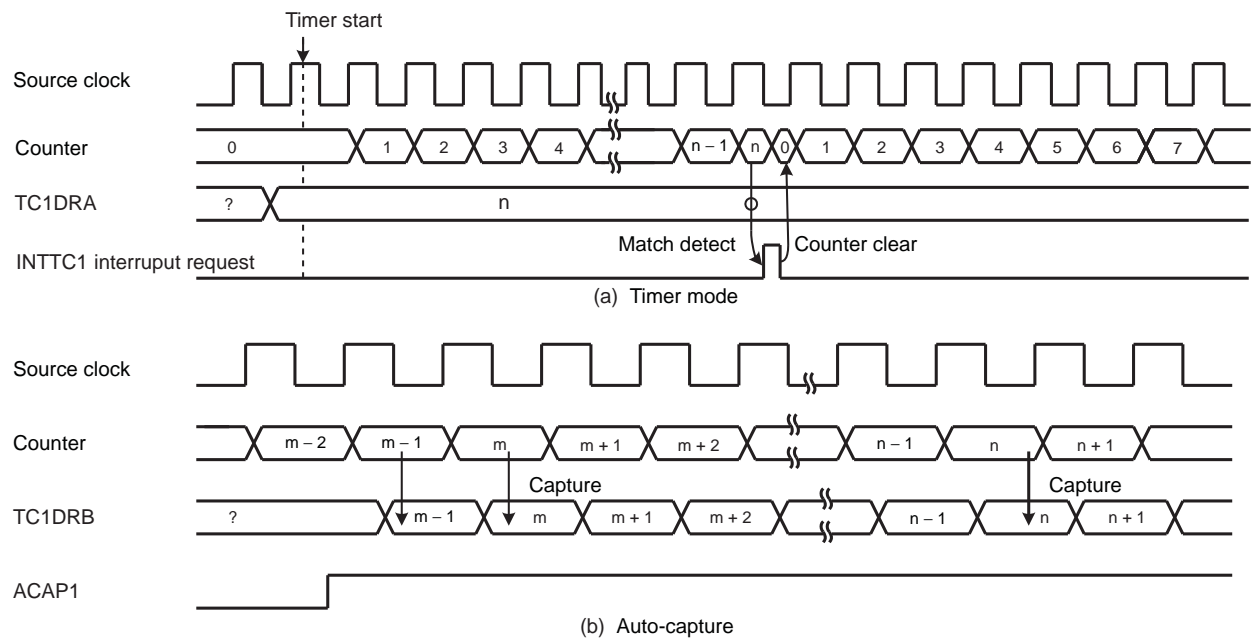 Timer start
Source clock
Counter
0 1 2 3 4 n – 1 n 0 1 2 3 4 5 6 7
TC1DRA
? n
Match detect Counter clear
INTTC1 interruput request
(a) Timer mode
Source clock
Counter
m – 2 m – 1 m m + 1 m + 2 n – 1 n n + 1
Capture Capture
TC1DRB
? m – 1 m m + 1 m + 2 n – 1 n n + 1
ACAP1
(b) Auto-capture